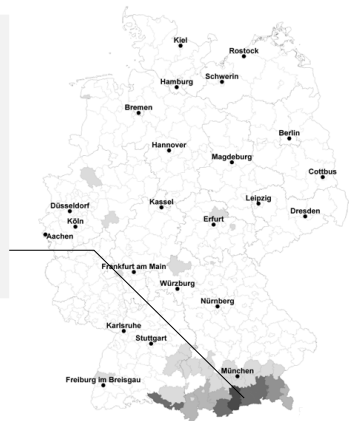 Kiel
Rostock
Schwerin
Hamburg
Bremen
Berlin
Hannover
Magdeburg
Cottbus
Kassel
Leipzig
Düsseldorf
Erfurt
Dresden
Köln
Aachen
Frankfurt am Main
Würzburg
Nürnberg
Karlsruhe
Stuttgart
München
Freiburg im Breisgau